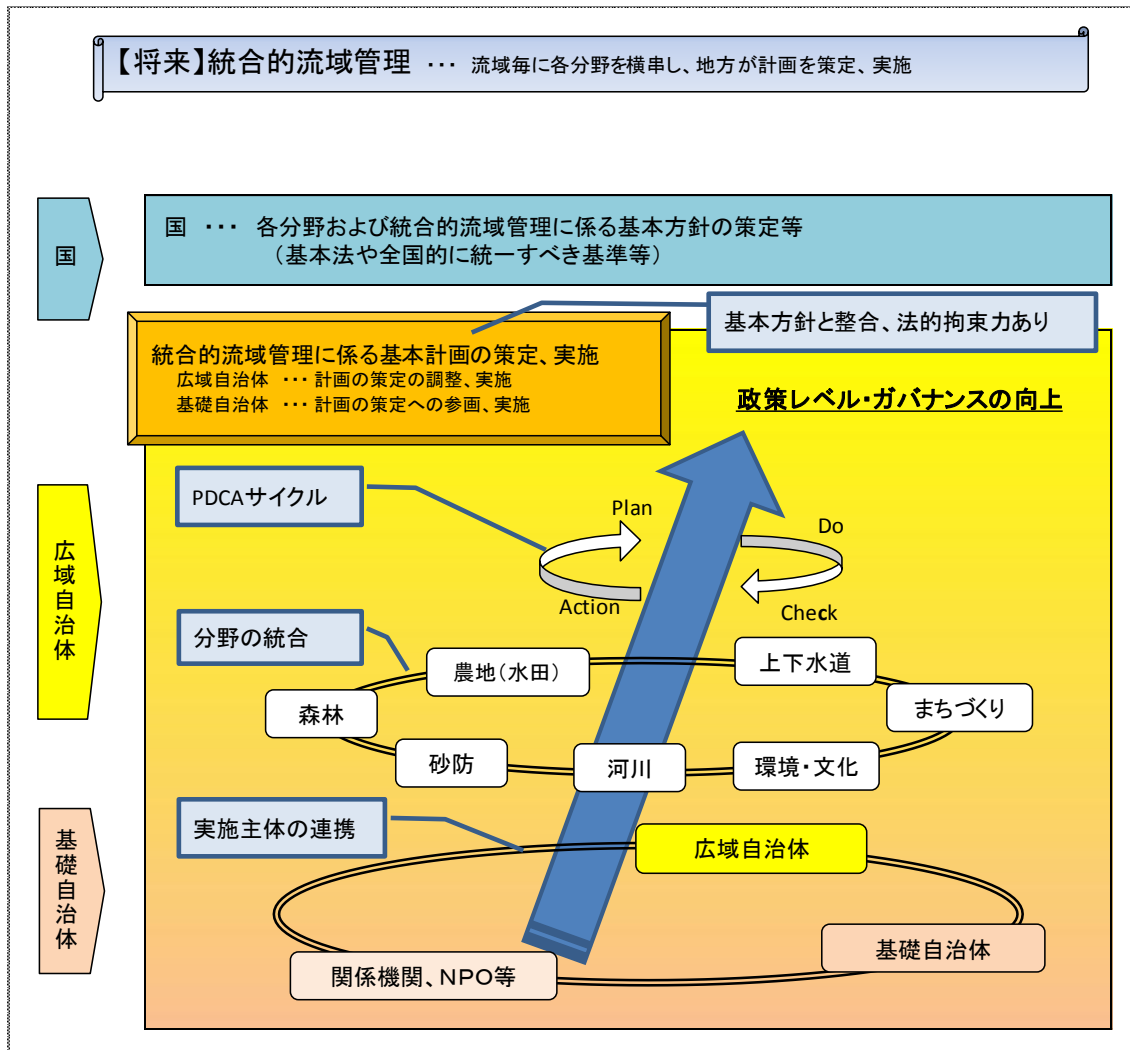 【将来】統合的流域管理 ・・・ 流域毎に各分野を横串し、地方が計画を策定、実施
国
国 ・・・ 各分野および統合的流域管理に係る基本方針の策定等
（基本法や全国的に統一すべき基準等）
基本方針と整合、法的拘束力あり
統合的流域管理に係る基本計画の策定、実施
広域自治体 ・・・ 計画の策定の調整、実施
基礎自治体 ・・・ 計画の策定への参画、実施
政策レベル・ガバナンスの向上
広域自治体
PDCAサイクル
Plan
Do
Action
Check
分野の統合
農地（水田）
上下水道
森林
まちづくり
砂防
河川
環境・文化
基礎自治体
実施主体の連携
広域自治体
基礎自治体
関係機関、ＮＰＯ等